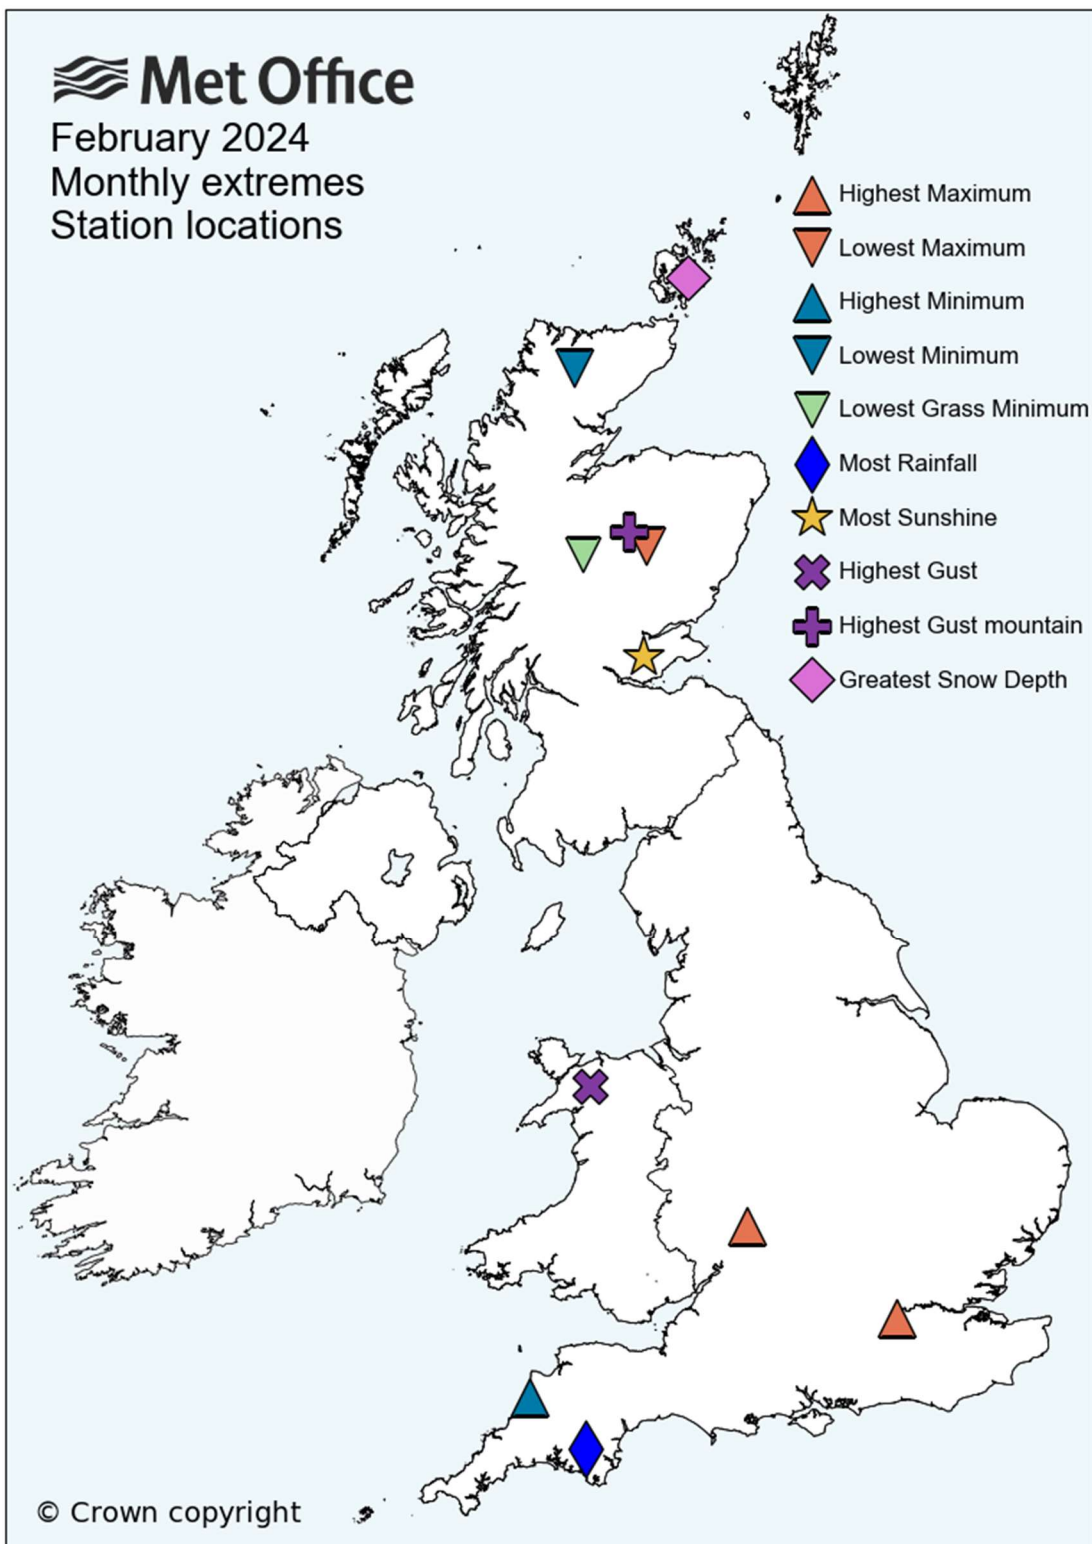 Met Office
February 2024
Monthly extremes
Station locations
Highest Maximum
Lowest Maximum
Highest Minimum
Lowest Minimum
Lowest Grass Minimum
Most Rainfall
Most Sunshine
Highest Gust
Highest Gust mountain
Greatest Snow Depth
© Crown copyright